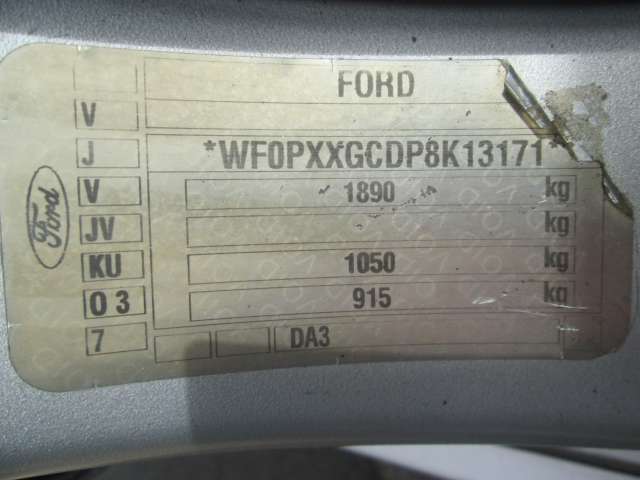 FORD
V
J *WF0PXXGCDP8K13171*
Ford
V 1890 kg
JV kg
KU 1050 kg
0 3 915 kg
7 DA3